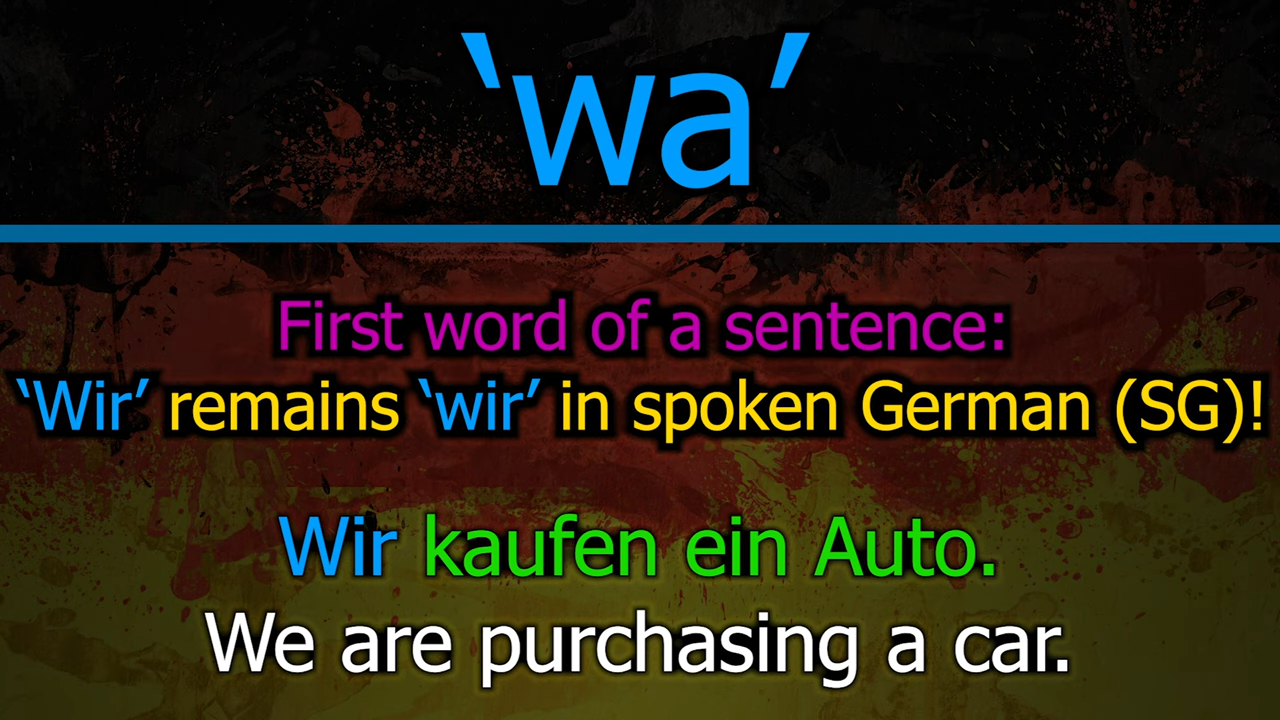 ‘wa’
First word of a sentence:
‘Wir’ remains ‘wir’ in spoken German (SG)!
Wir kaufen ein Auto.
We are purchasing a car.